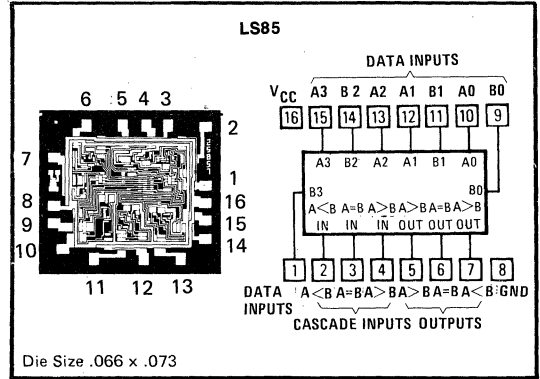 LS85
DATA INPUTS
VCC A3 B2 A2 A1 B1 A0 B0
16 15 14 13 12 11 10 9
6 5 4 3
2
7
1
8
16
9
15
10
14
11 12 13
A3 B2 A2 A1 B1 A0
B3 B0
A<B A=B A>B A>B A=B A>B
IN IN IN OUT OUT OUT
1 2 3 4 5 6 7 8
DATA INPUTS
A<B A=B A>B A>B A=B A<B GND
CASCADE INPUTS OUTPUTS
Die Size .066 x .073